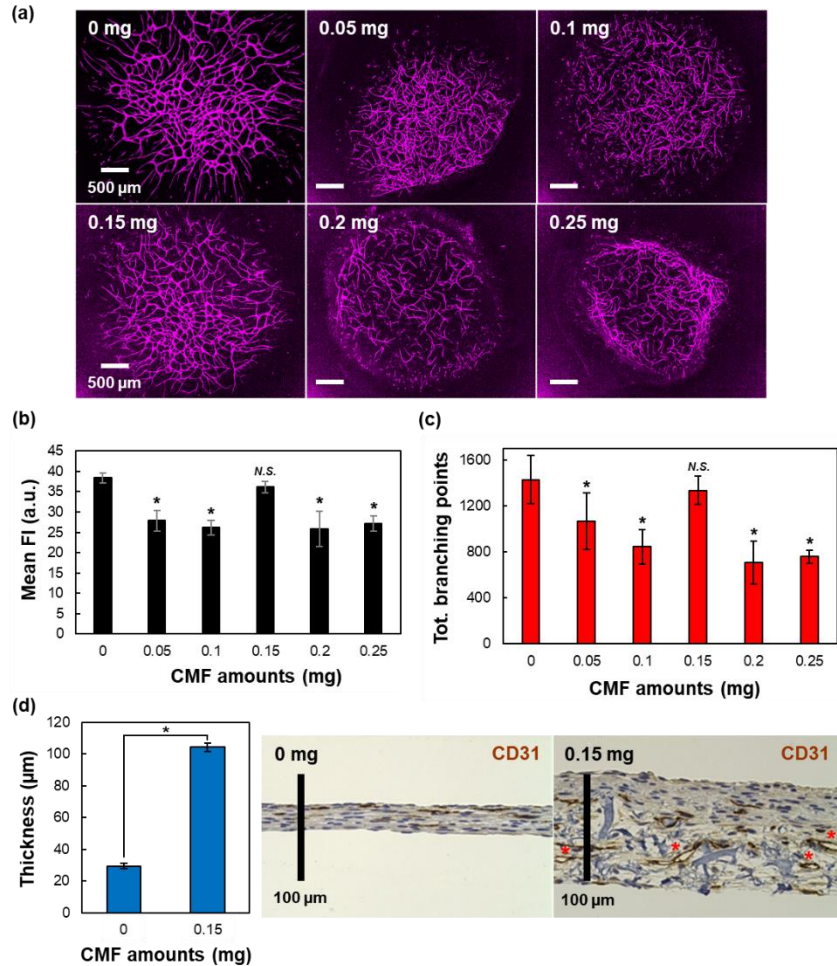 (a)
0 mg
0.05 mg
0.1 mg
500 µm
0.15 mg
0.2 mg
0.25 mg
500 µm
(b)
(c)
45
40
35
30
25
20
15
10
5
0
Mean FI (a.u.)
*
*
N.S.
*
*
0
0.05
0.1
0.15
0.2
0.25
CMF amounts (mg)
1600
1200
800
400
0
Tot. branching points
*
*
N.S.
*
*
0
0.05
0.1
0.15
0.2
0.25
CMF amounts (mg)
(d)
120
100
80
60
40
20
0
Thickness (µm)
*
0
0.15
CMF amounts (mg)
0 mg
CD31
100 µm
0.15 mg
CD31
*
*
*
*
100 µm